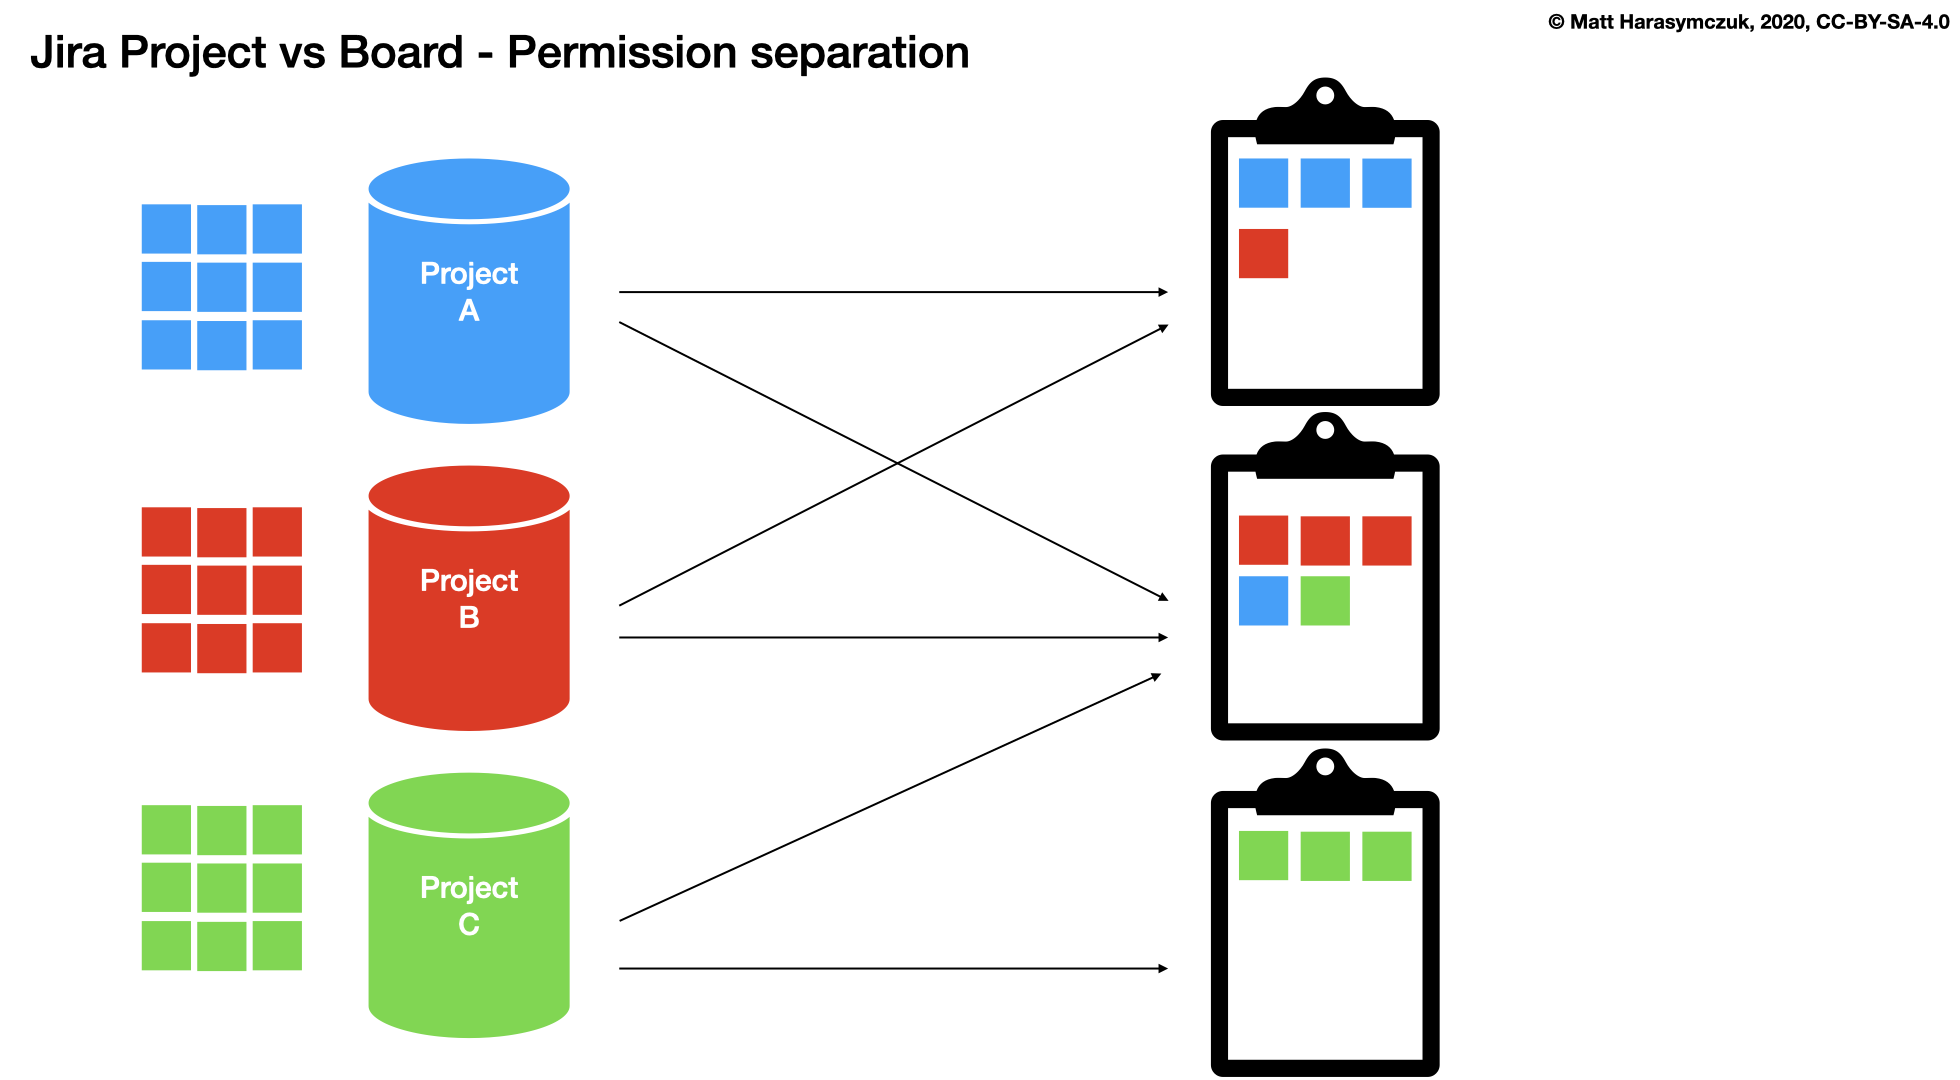 © Matt Harasymczuk, 2020, CC-BY-SA-4.0
Jira Project vs Board - Permission separation
Project
A
Project
B
Project
C